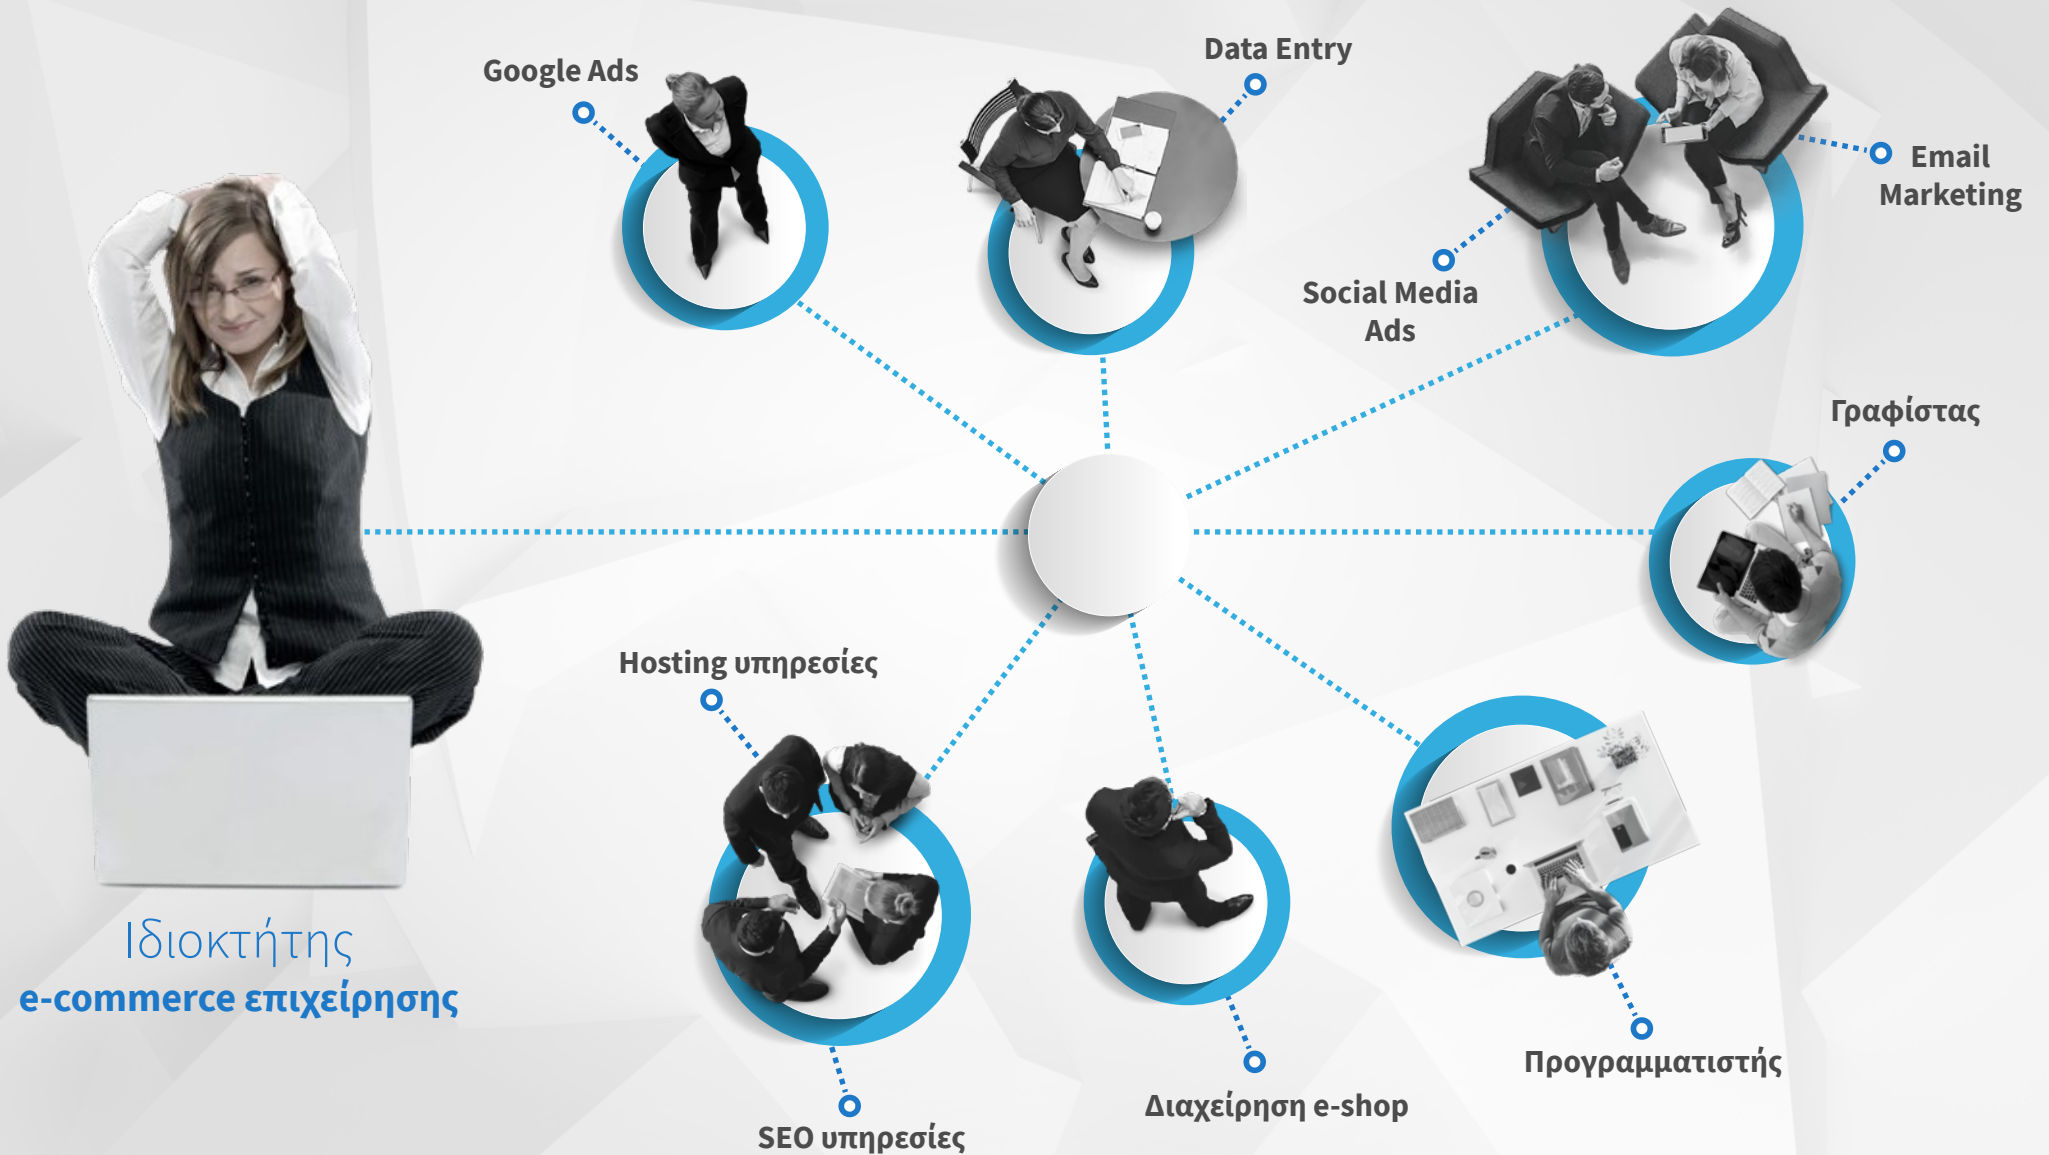 Google Ads
Data Entry
Email
Marketing
Social Media
Ads
Γραφίστας
Hosting υπηρεσίες
Ιδιοκτήτης
e-commerce επιχείρησης
Προγραμματιστής
Διαχείρηση e-shop
SEO υπηρεσίες